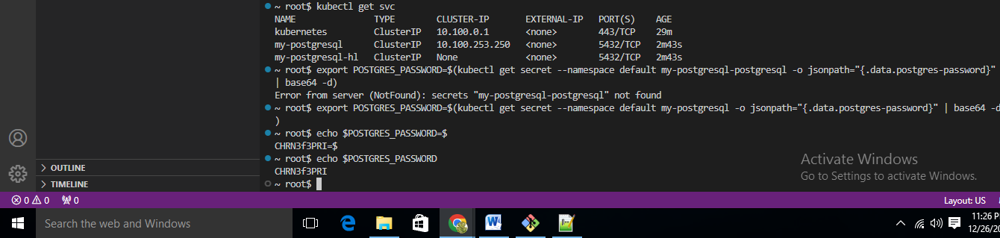 ~ root$ kubectl get svc
NAME TYPE CLUSTER-IP EXTERNAL-IP PORT(S) AGE
kubernetes ClusterIP 10.100.0.1 <none> 443/TCP 29m
my-postgresql ClusterIP 10.100.253.250 <none> 5432/TCP 2m43s
my-postgresql-hl ClusterIP None <none> 5432/TCP 2m43s
~ root$ export POSTGRES_PASSWORD=$(kubectl get secret --namespace default my-postgresql-postgresql -o jsonpath="{.data.postgres-password}"
| base64 -d)
Error from server (NotFound): secrets "my-postgresql-postgresql" not found
~ root$ export POSTGRES_PASSWORD=$(kubectl get secret --namespace default my-postgresql -o jsonpath="{.data.postgres-password}" | base64 -d
)
~ root$ echo $POSTGRES_PASSWORD=$
CHRN3f3PRI=$
~ root$ echo $POSTGRES_PASSWORD
CHRN3f3PRI
~ root$
OUTLINE
TIMELINE
Activate Windows
Go to Settings to activate Windows.
0 0 0
Layout: US
Search the web and Windows
11:26 P
12/26/20